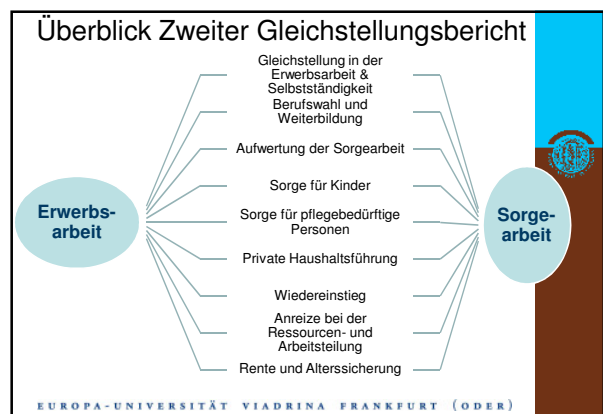 Überblick Zweiter Gleichstellungsbericht
Gleichstellung in der
Erwerbsarbeit &
Selbstständigkeit
Berufswahl und
Weiterbildung
Aufwertung der Sorgearbeit
Sorge für Kinder
Erwerbs-
arbeit
Sorge für pflegebedürftige
Personen
Sorge-
arbeit
Private Haushaltsführung
Wiedereinstieg
Anreize bei der
Ressourcen- und
Arbeitsteilung
Rente und Alterssicherung
EUROPA-UNIVERSITÄT VIADRINA FRANKFURT (ODER)